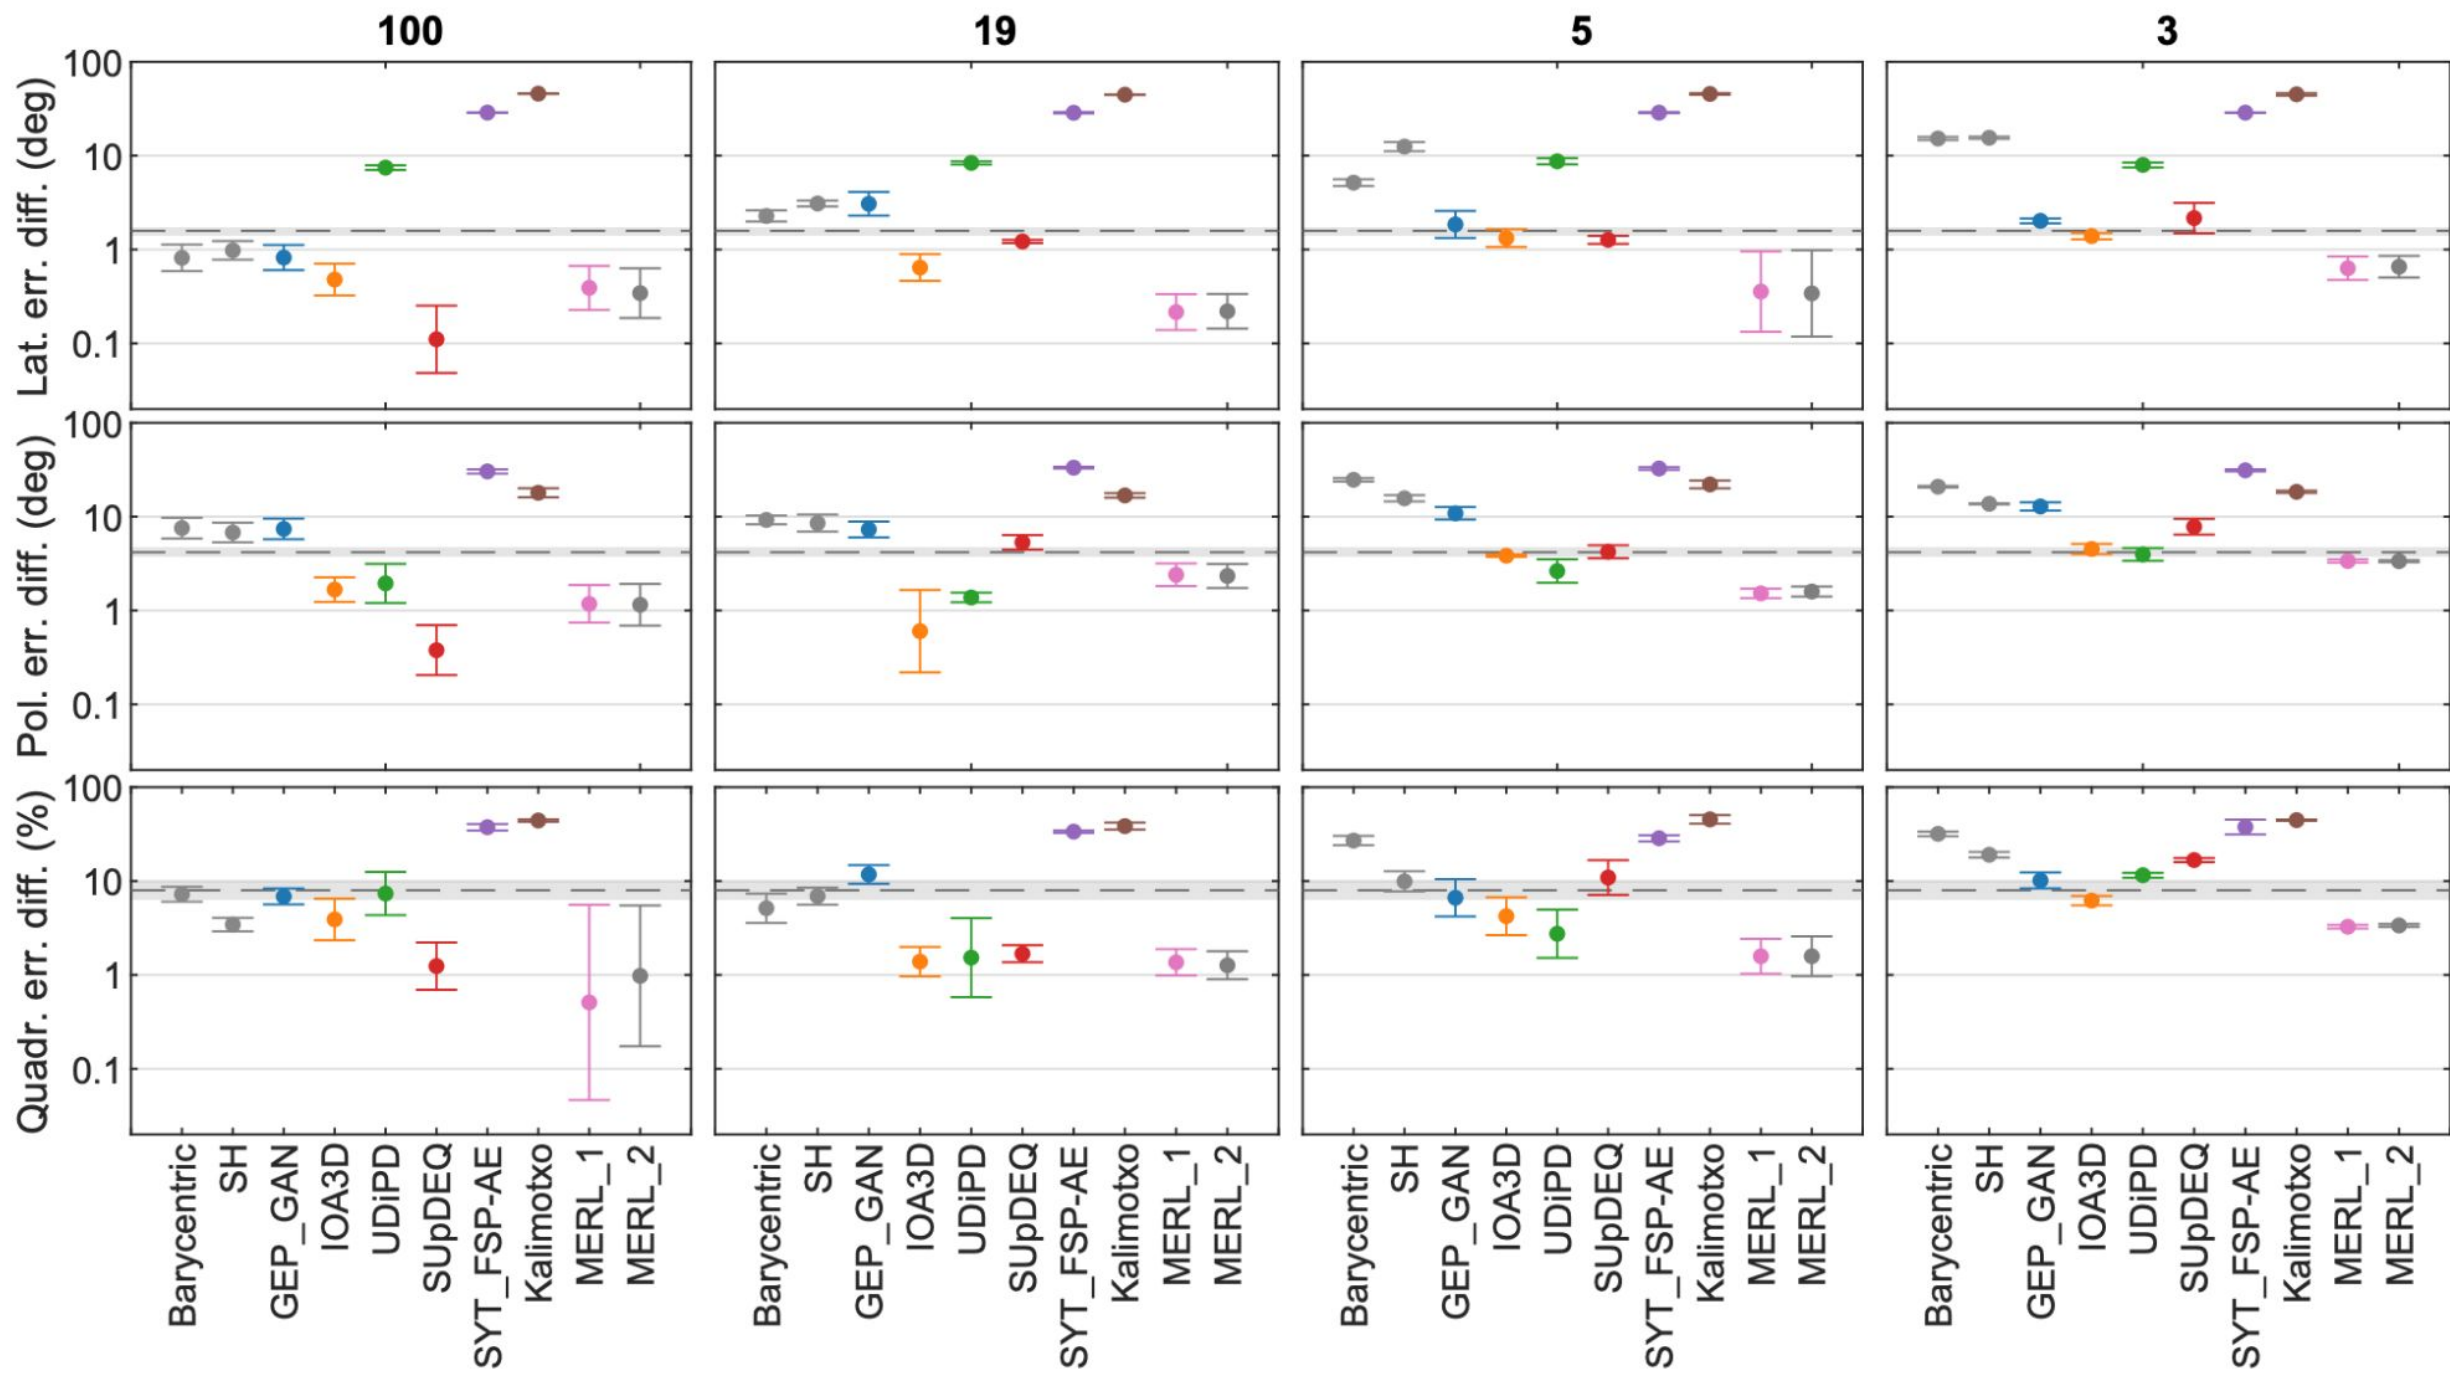 100 19 5 3
Lat. err. diff. (deg)
100
10
1
0.1
Pol. err. diff. (deg)
100
10
1
0.1
Quadr. err. diff. (%)
100
10
1
0.1
Barycentric SH GEP_GAN IOA3D UDiPD SUpDEQ SYT_FSP-AE Kalimotxo MERL_1 MERL_2
Barycentric SH GEP_GAN IOA3D UDiPD SUpDEQ SYT_FSP-AE Kalimotxo MERL_1 MERL_2
Barycentric SH GEP_GAN IOA3D UDiPD SUpDEQ SYT_FSP-AE Kalimotxo MERL_1 MERL_2
Barycentric SH GEP_GAN IOA3D UDiPD SUpDEQ SYT_FSP-AE Kalimotxo MERL_1 MERL_2